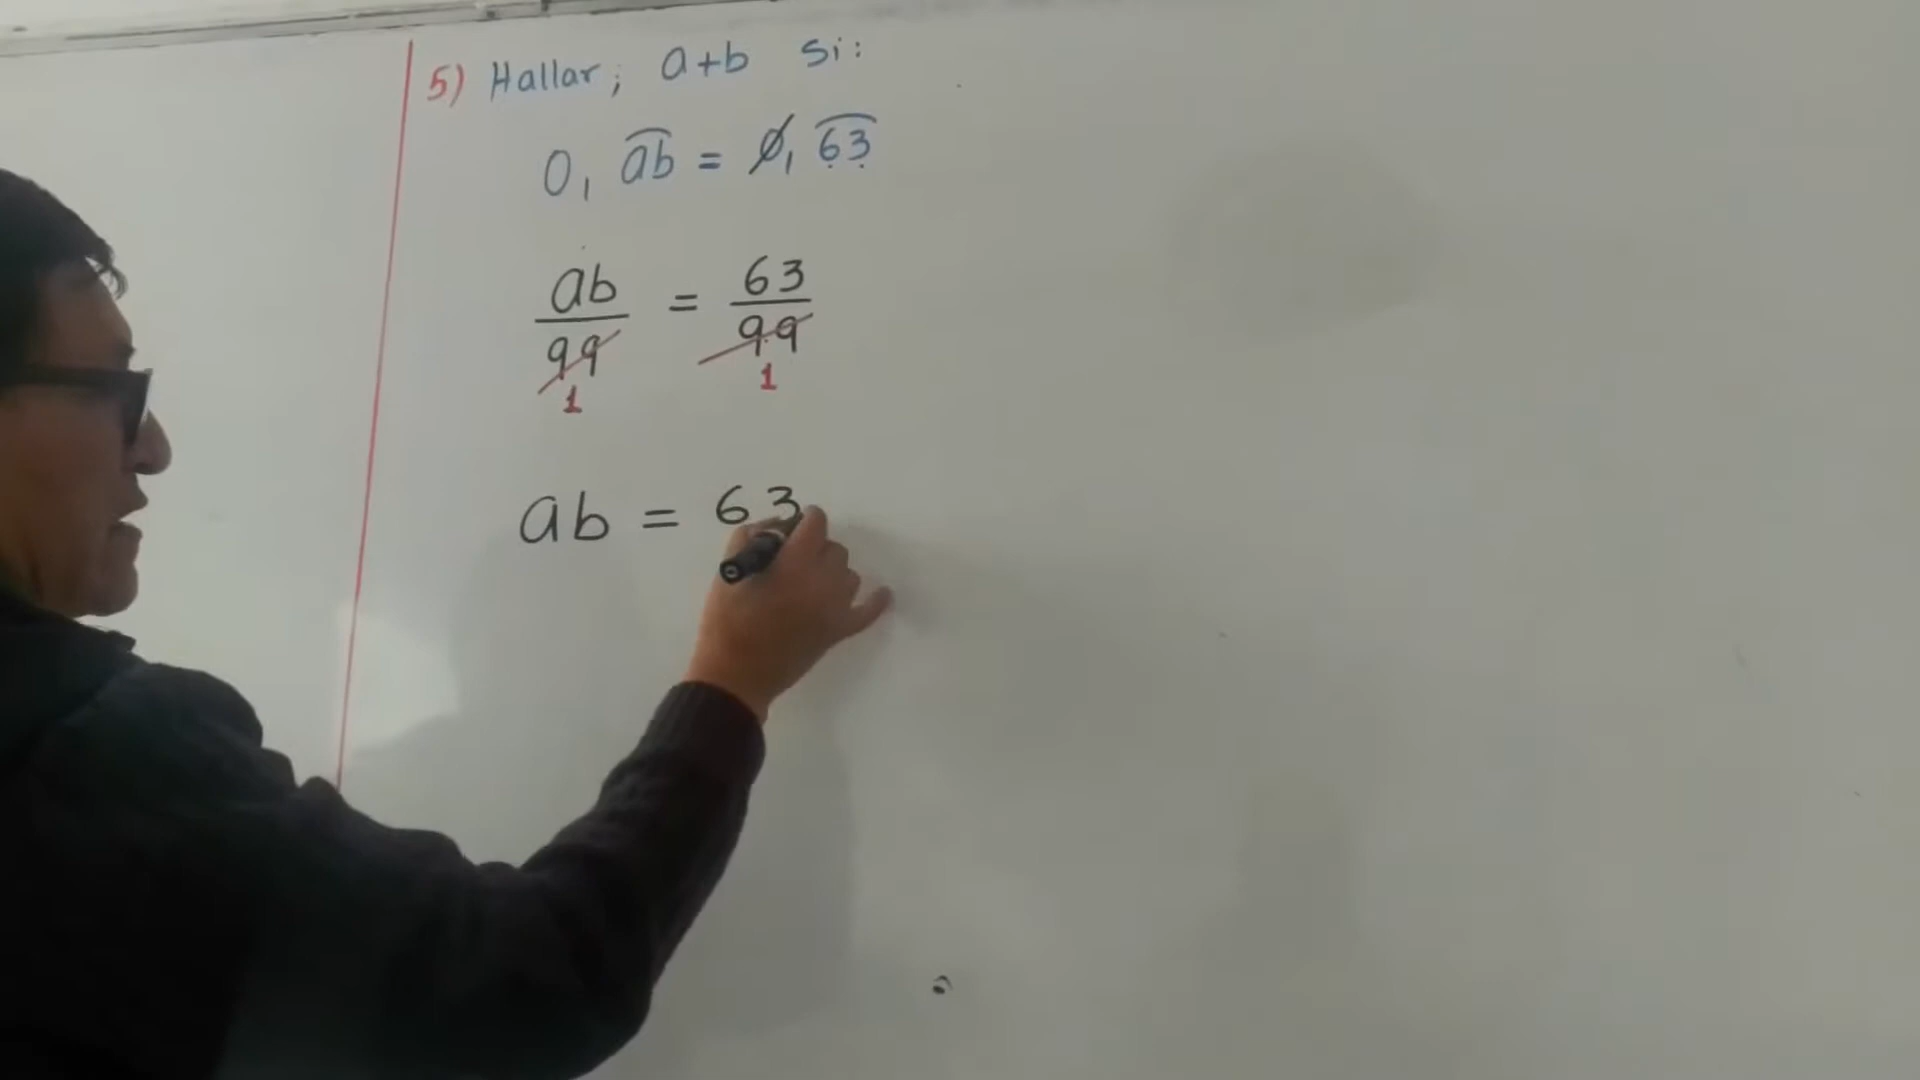 5) Hallar; a+b Si:
0, ab = 0, 63
ab/99 = 63/99
1 1
ab = 63